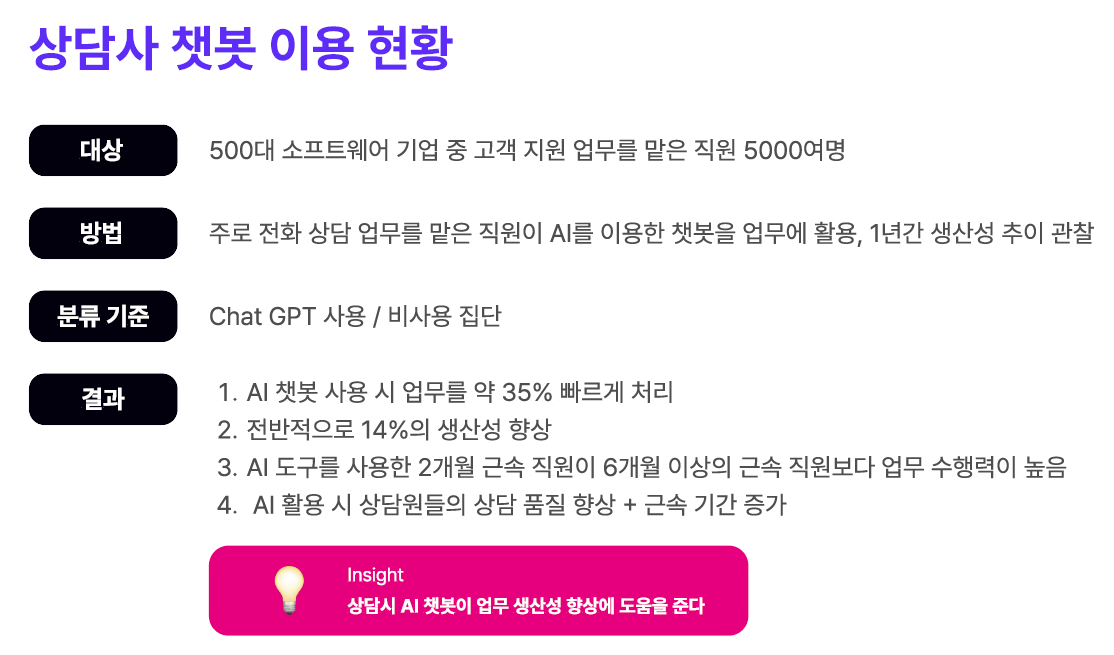 상담사 챗봇 이용 현황
대상
500대 소프트웨어 기업 중 고객 지원 업무를 맡은 직원 5000여명
방법
주로 전화 상담 업무를 맡은 직원이 AI를 이용한 챗봇을 업무에 활용, 1년간 생산성 추이 관찰
분류 기준
Chat GPT 사용 / 비사용 집단
결과
1. AI 챗봇 사용 시 업무를 약 35% 빠르게 처리
2. 전반적으로 14%의 생산성 향상
3. AI 도구를 사용한 2개월 근속 직원이 6개월 이상의 근속 직원보다 업무 수행력이 높음
4. AI 활용 시 상담원들의 상담 품질 향상 + 근속 기간 증가
Insight
상담시 AI 챗봇이 업무 생산성 향상에 도움을 준다